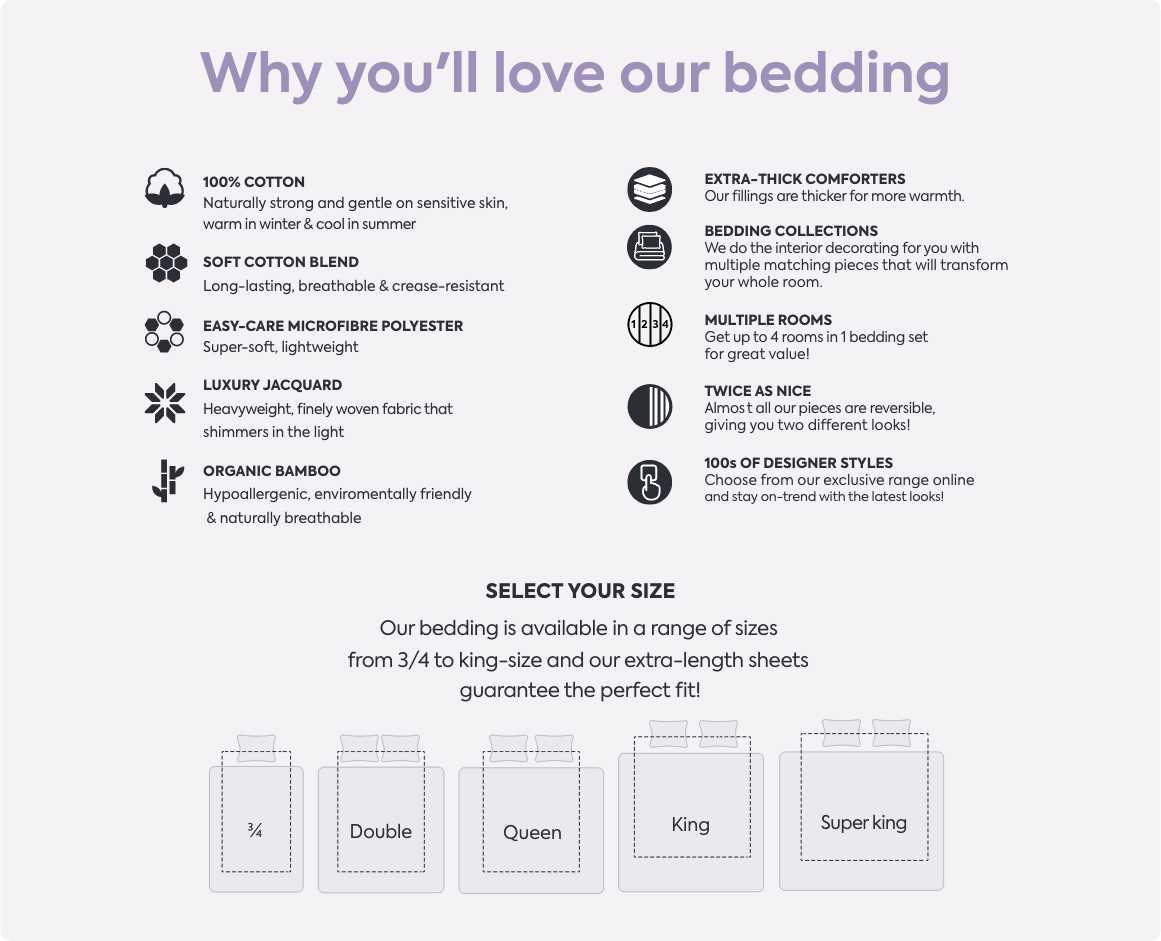 Why you'll love our bedding
100% COTTON
Naturally strong and gentle on sensitive skin,
warm in winter & cool in summer
SOFT COTTON BLEND
Long-lasting, breathable & crease-resistant
EASY-CARE MICROFIBRE POLYESTER
Super-soft, lightweight
LUXURY JACQUARD
Heavyweight, finely woven fabric that
shimmers in the light
ORGANIC BAMBOO
Hypoallergenic, enviromentally friendly
& naturally breathable
EXTRA-THICK COMFORTERS
Our fillings are thicker for more warmth.
BEDDING COLLECTIONS
We do the interior decorating for you with
multiple matching pieces that will transform
your whole room.
1 2 3 4
MULTIPLE ROOMS
Get up to 4 rooms in 1 bedding set
for great value!
TWICE AS NICE
Almost all our pieces are reversible,
giving you two different looks!
100s OF DESIGNER STYLES
Choose from our exclusive range online
and stay on-trend with the latest looks!
SELECT YOUR SIZE
Our bedding is available in a range of sizes
from 3/4 to king-size and our extra-length sheets
guarantee the perfect fit!
¾
Double
Queen
King
Super king